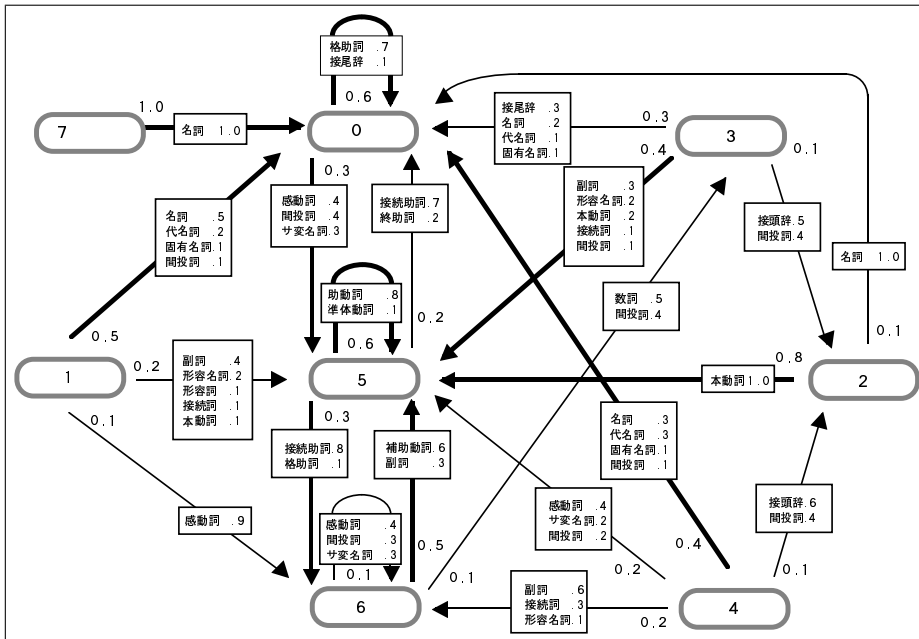 格助詞 .7
接尾辞 .1
0.6
7
1.0
名詞 1.0
0
接尾辞 .3
名詞 .2
代名詞 .1
固有名詞.1
0.3
3
0.4
0.1
0.3
感動詞 .4
間投詞 .4
サ変名詞.3
接続助詞.7
終助詞 .2
副詞 .3
形容名詞.2
本動詞 .2
接続詞 .1
間投詞 .1
接頭辞.5
間投詞.4
名詞 1.0
名詞 .5
代名詞 .2
固有名詞.1
間投詞 .1
助動詞 .8
準体動詞 .1
数詞 .5
間投詞.4
0.5
0.6
0.2
0.1
1
0.2
副詞 .4
形容名詞.2
形容詞 .1
接続詞 .1
本動詞 .1
5
本動詞1.0
0.8
2
0.1
0.3
接続助詞.8
格助詞 .1
補助動詞.6
副詞 .3
名詞 .3
代名詞 .3
固有名詞.1
間投詞 .1
感動詞 .9
感動詞 .4
間投詞 .3
サ変名詞 .3
感動詞 .4
サ変名詞.2
間投詞 .2
接頭辞.6
間投詞.4
0.1
0.5
0.1
0.2
0.4
0.1
6
副詞 .6
接続詞 .3
形容名詞.1
0.2
4